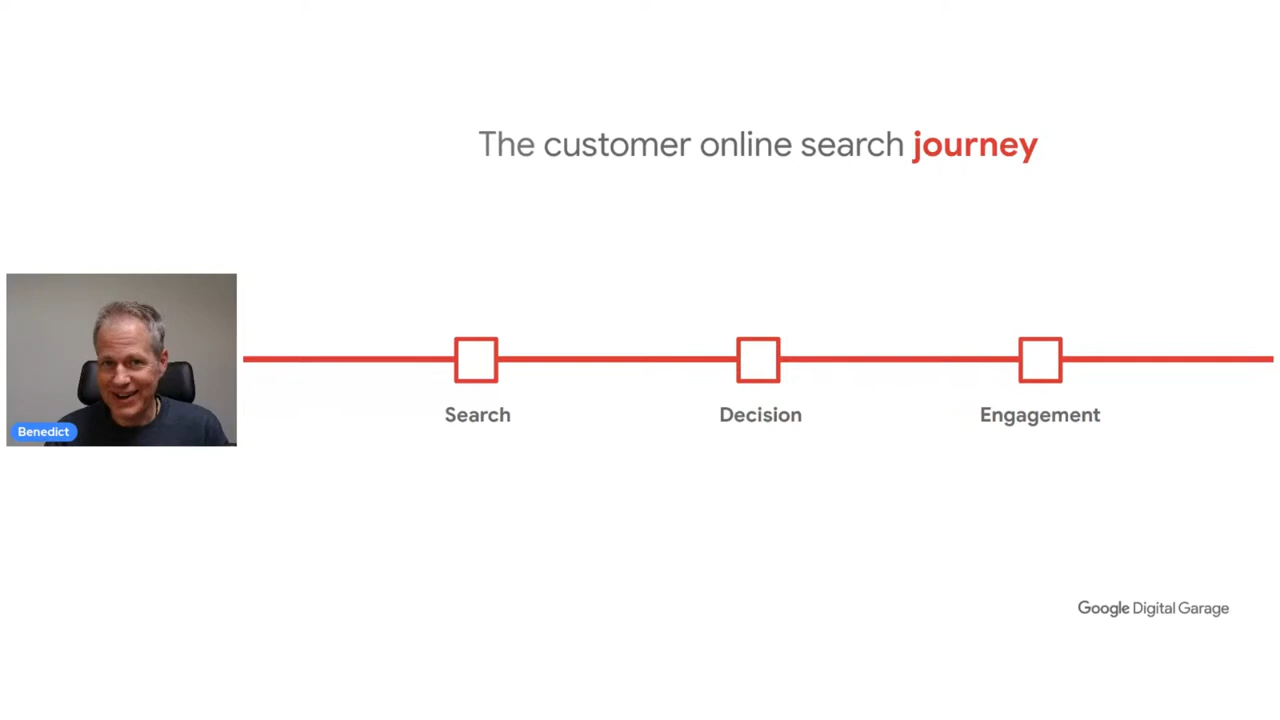 The customer online search journey
Benedict
Search
Decision
Engagement
Google Digital Garage